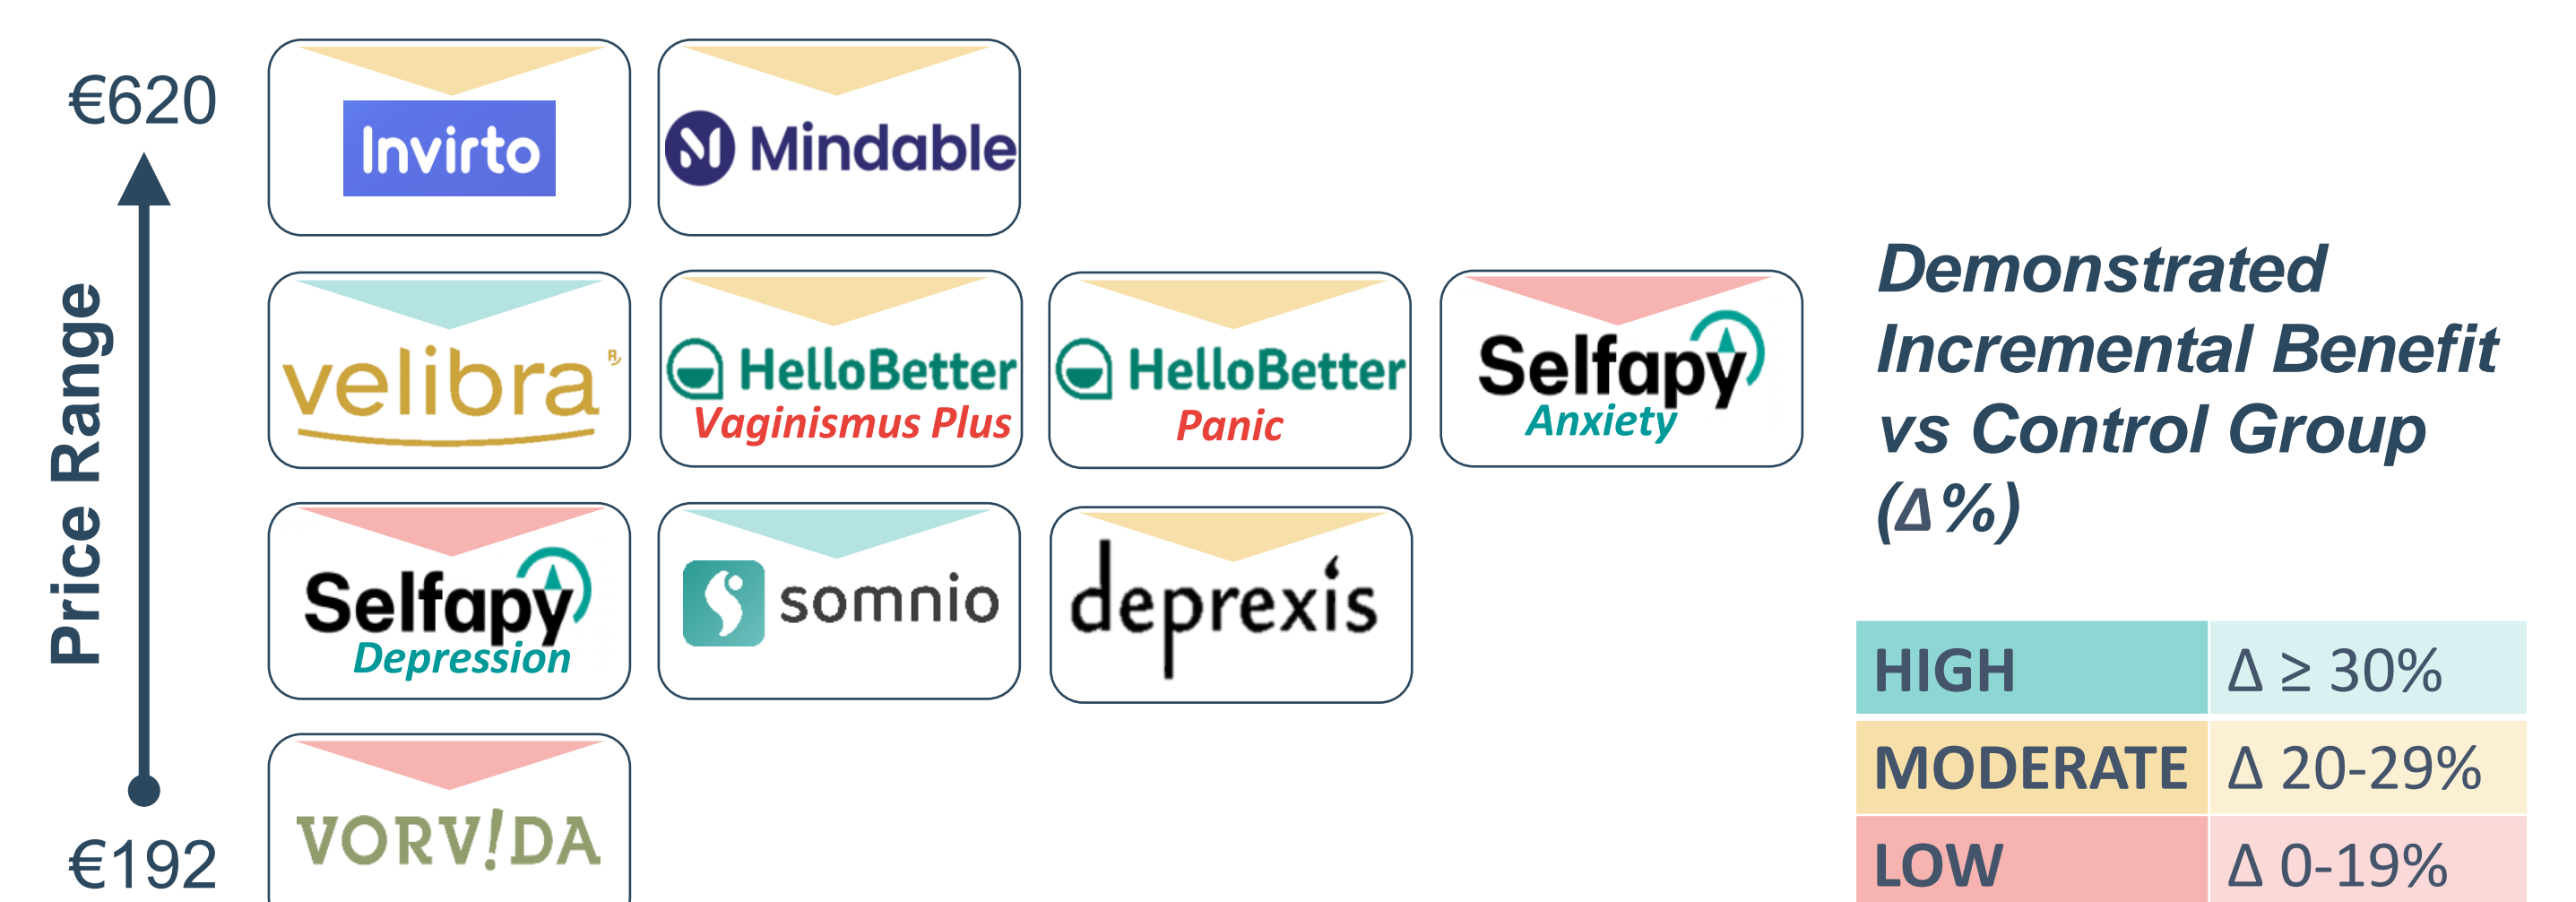 €620
Price Range
€192
Invirto
Mindable
velibra R
HelloBetter
Vaginismus Plus
HelloBetter
Panic
Selfapy
Anxiety
Selfapy
Depression
somnio
deprexis
VORV!DA
Demonstrated
Incremental Benefit
vs Control Group
(Δ%)
HIGH Δ ≥ 30%
MODERATE Δ 20-29%
LOW Δ 0-19%